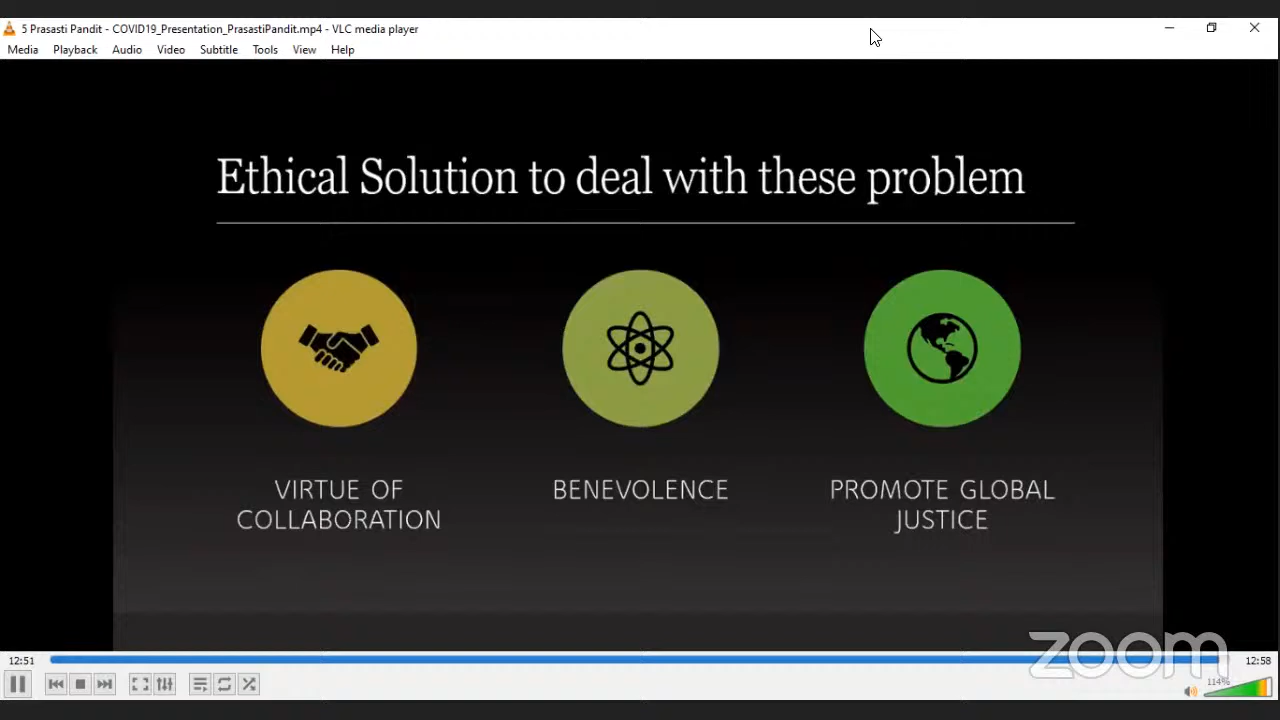 5 Prasasti Pandit - COVID19_Presentation_PrasastiPandit.mp4 - VLC media player
Media Playback Audio Video Subtitle Tools View Help
Ethical Solution to deal with these problem
VIRTUE OF
COLLABORATION
BENEVOLENCE
PROMOTE GLOBAL
JUSTICE
zoom
12:51
12:58
114%